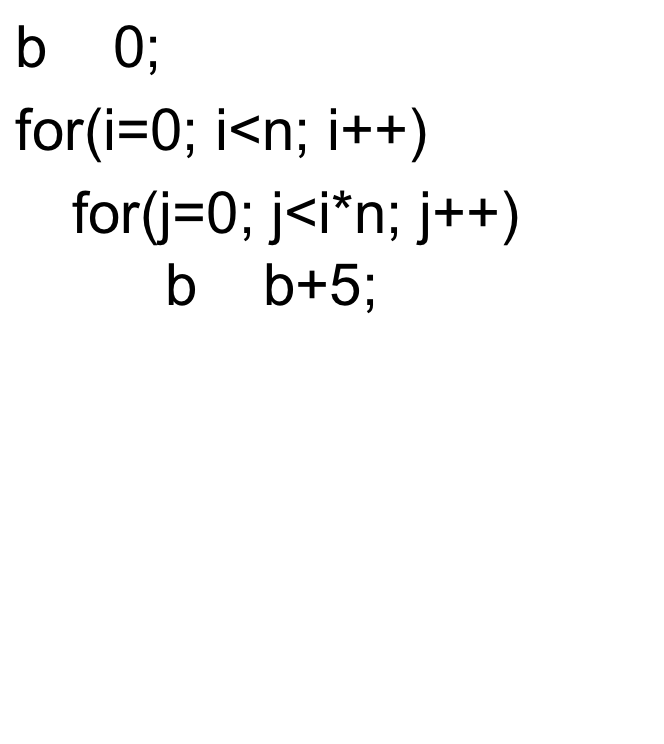 b 0;
for(i=0; i<n; i++)
for(j=0; j<i*n; j++)
b b+5;